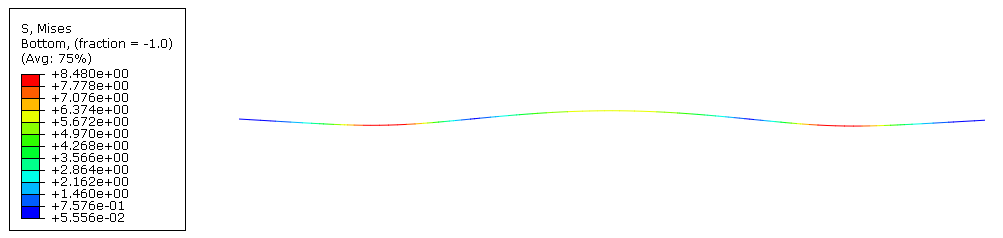 S, Mises
Bottom, (fraction = -1.0)
(Avg: 75%)
+8.480e+00
+7.778e+00
+7.076e+00
+6.374e+00
+5.672e+00
+4.970e+00
+4.268e+00
+3.566e+00
+2.864e+00
+2.162e+00
+1.460e+00
+7.576e-01
+5.556e-02